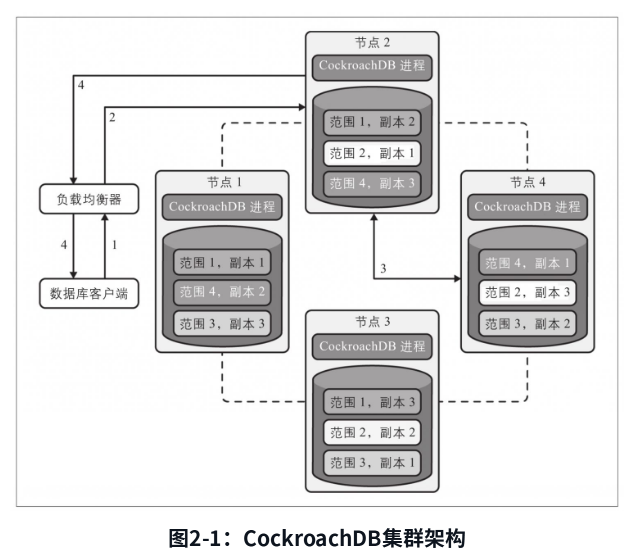 节点 2
CockroachDB 进程
范围 1，副本 2
范围 2，副本 1
范围 4，副本 3
4
2
负载均衡器
4
1
数据库客户端
节点 1
CockroachDB 进程
范围 1，副本 1
范围 4，副本 2
范围 3，副本 3
3
节点 4
CockroachDB 进程
范围 4，副本 1
范围 2，副本 3
范围 3，副本 2
节点 3
CockroachDB 进程
范围 1，副本 3
范围 2，副本 2
范围 3，副本 1
图2-1：CockroachDB集群架构